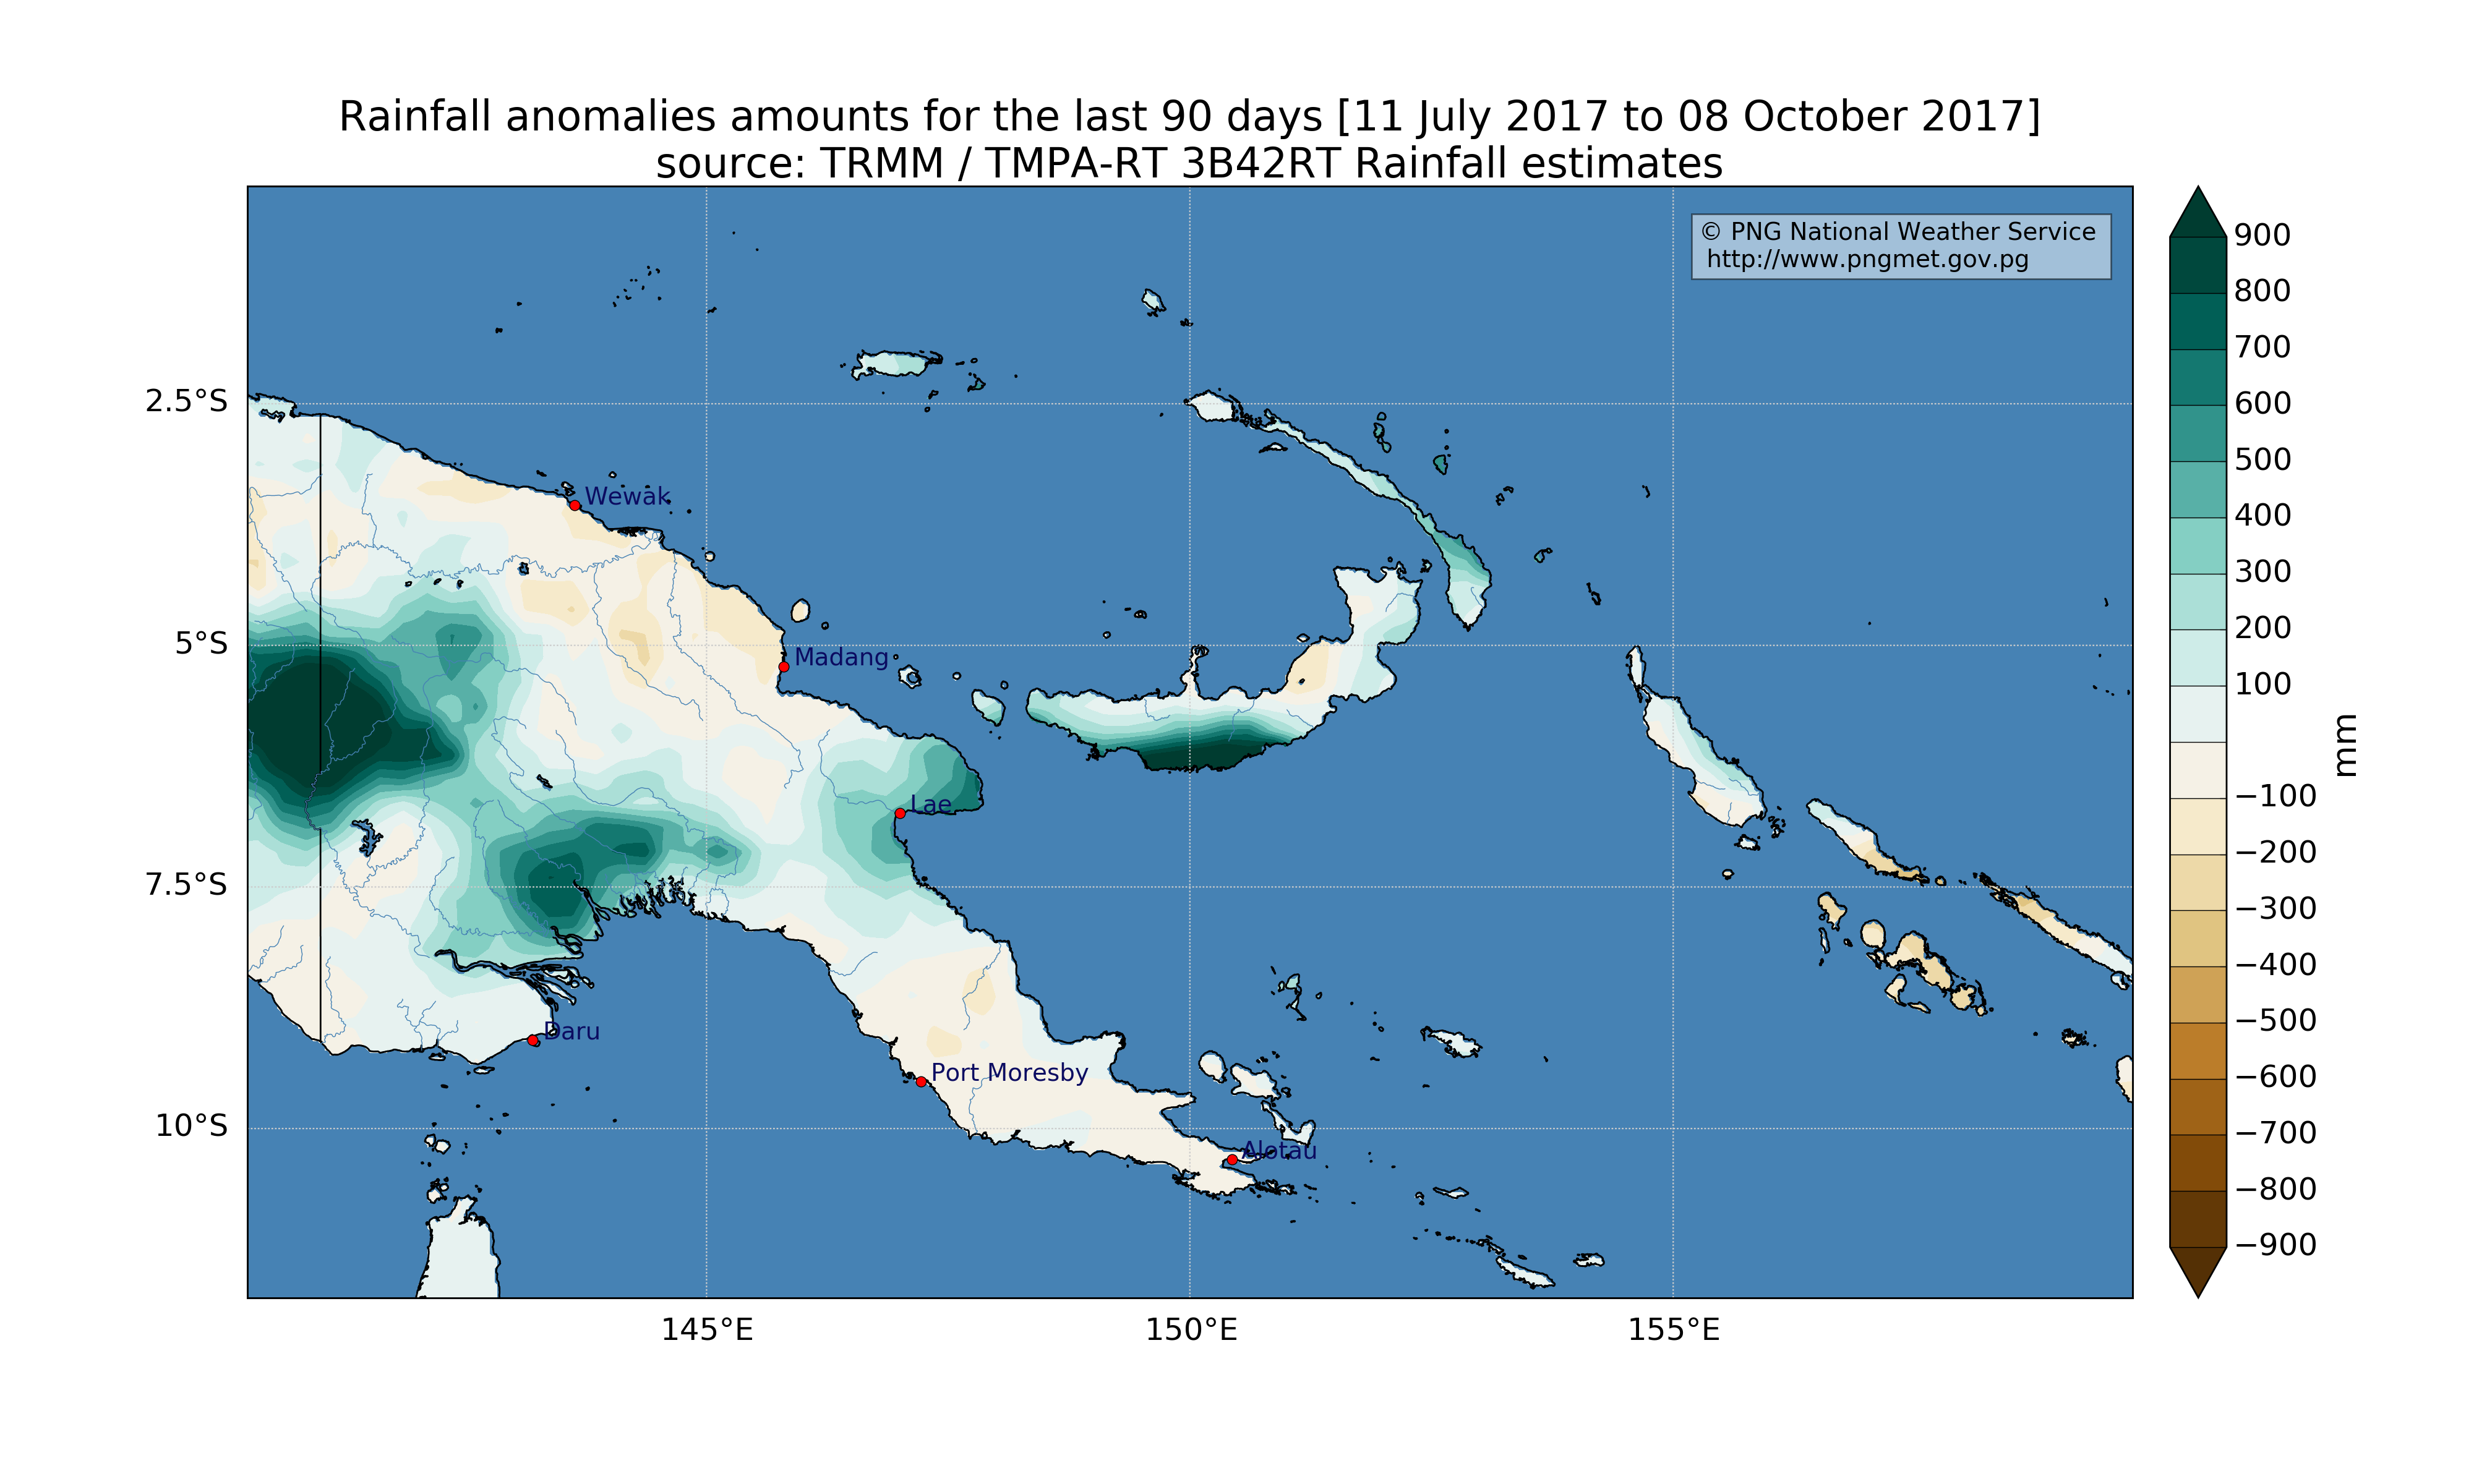 Rainfall anomalies amounts for the last 90 days [11 July 2017 to 08 October 2017]
source: TRMM / TMPA-RT 3B42RT Rainfall estimates
© PNG National Weather Service
http://www.pngmet.gov.pg
900
800
700
600
500
400
300
200
100
−100
−200
−300
−400
−500
−600
−700
−800
−900
mm
2.5°S
5°S
7.5°S
10°S
Wewak
Madang
Lae
Daru
Port Moresby
Alotau
145°E
150°E
155°E